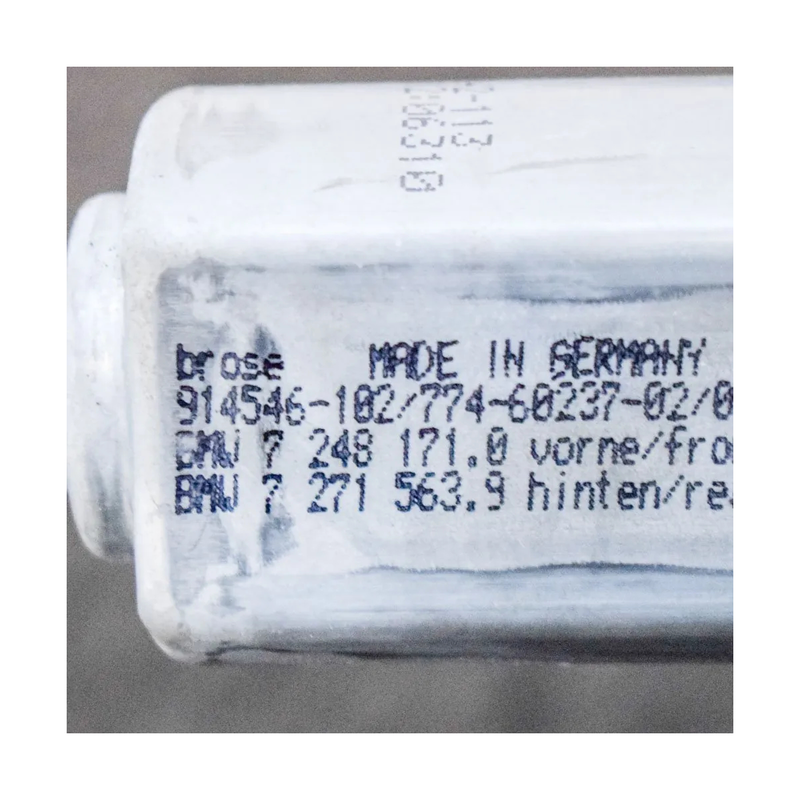 brose MADE IN GERMANY
914546-102/774-60237-02/0
BMW 7 248 171.0 vorne/fro
BMW 7 271 563.9 hinten/rea